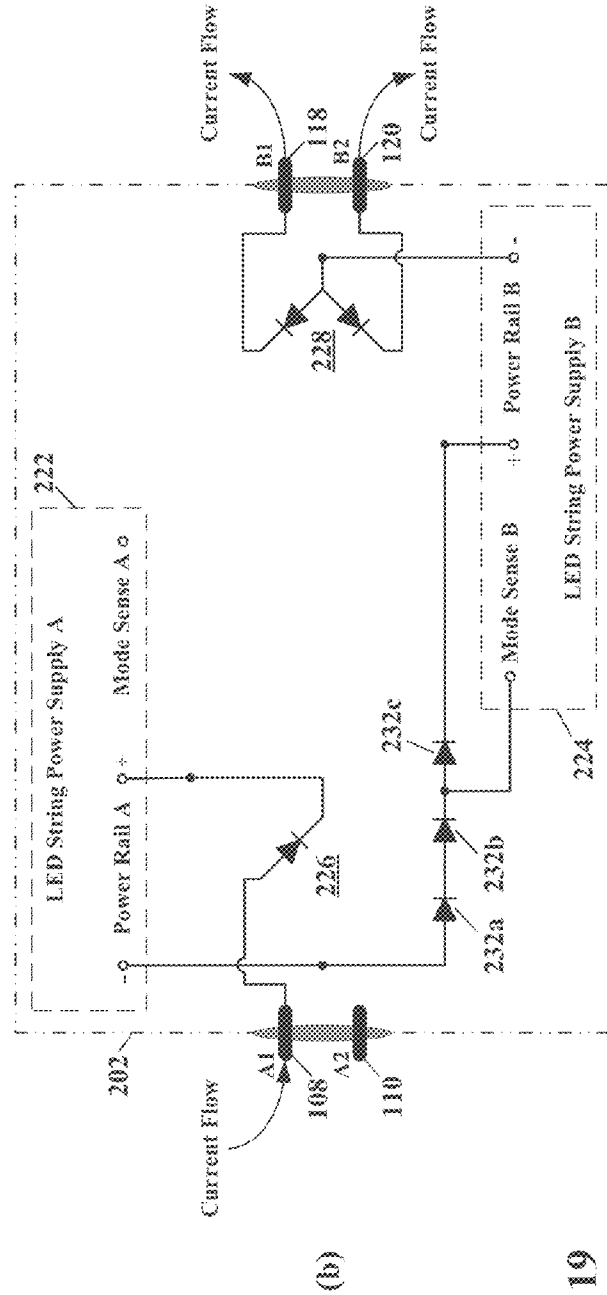 202
222
LED String Power Supply A
- Power Rail A + Mode Sense A
Current Flow
A1
108
A2
110
226
232a
232b
232c
228
B1
118
B2
120
Current Flow
Current Flow
Mode Sense B + Power Rail B -
LED String Power Supply B
224
(b)
19